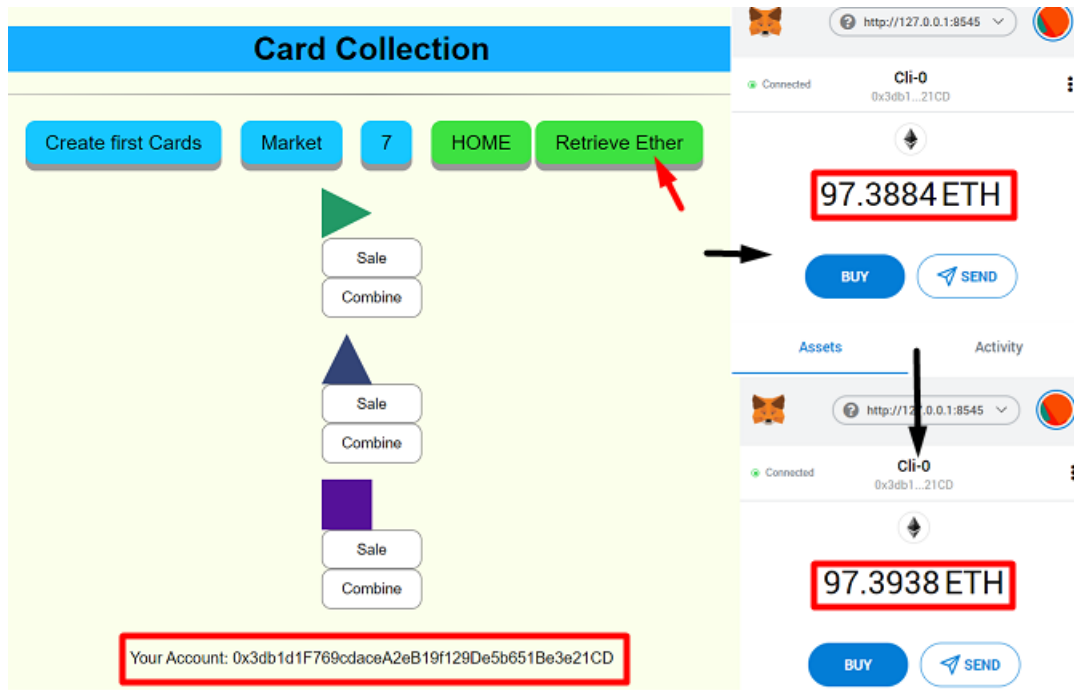 Card Collection
Create first Cards
Market
7
HOME
Retrieve Ether
Sale
Combine
Sale
Combine
Sale
Combine
Your Account: 0x3db1d1F769cdaceA2eB19f129De5b651Be3e21CD
? http://127.0.0.1:8545
Connected
Cli-0
0x3db1...21CD
97.3884 ETH
BUY
SEND
Assets
Activity
? http://127.0.0.1:8545
Connected
Cli-0
0x3db1...21CD
97.3938 ETH
BUY
SEND